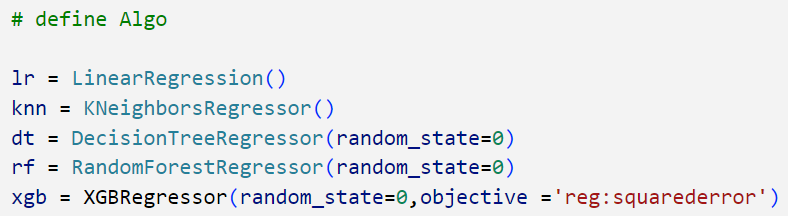 # define Algo
lr = LinearRegression()
knn = KNeighborsRegressor()
dt = DecisionTreeRegressor(random_state=0)
rf = RandomForestRegressor(random_state=0)
xgb = XGBRegressor(random_state=0,objective ='reg:squarederror')